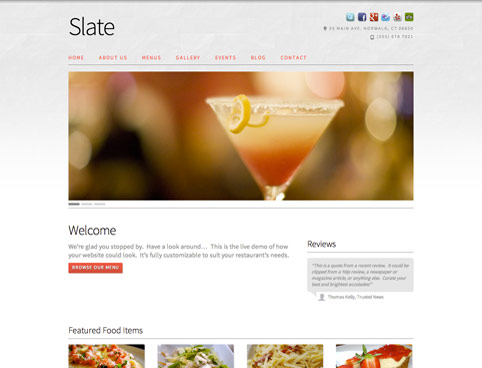 Slate
55 MAIN AVE, NORWALK, CT 06850
(203) 574 7021
HOME ABOUT US MENUS GALLERY EVENTS BLOG CONTACT
Welcome
We're glad you stopped by. Have a look around... This is the live demo of how
your website could look. It's fully customizable to suit your restaurant's needs.
BROWSE OUR MENU
Reviews
"This is a quote from a recent review. It could be
clipped from a Yelp review, a newspaper or
magazine article, or anything else. Curate your
best and brightest accolades!"
Thomas Kelly, Trusted News
Featured Food Items